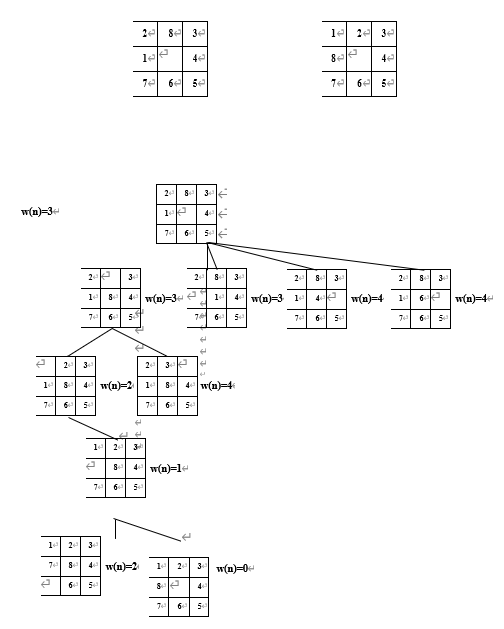 2 8 3 1 2 3
1 4 8 4
7 6 5 7 6 5
2 8 3
w(n)=3 1 4
7 6 5
2 3 2 8 3 2 8 3 2 8 3
1 8 4 w(n)=3 1 4 w(n)=3 1 4 w(n)=4 1 6 w(n)=4
7 6 5 7 6 5 7 6 5 7 6 5
2 3 2 3
1 8 4 w(n)=2 1 8 4 w(n)=4
7 6 5 7 6 5
1 2 3
8 4 w(n)=1
7 6 5
1 2 3 1 2 3
7 8 4 w(n)=2 8 4 w(n)=0
6 5 7 6 5